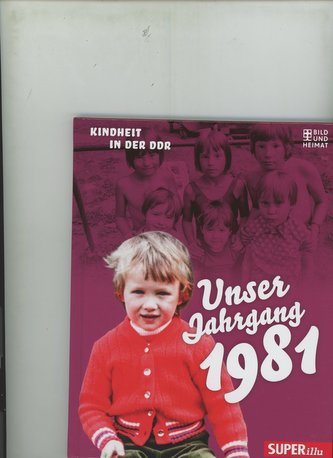 KINDHEIT
IN DER DDR
BILD
UND
HEIMAT
Unser
Jahrgang
1981
SUPERillu